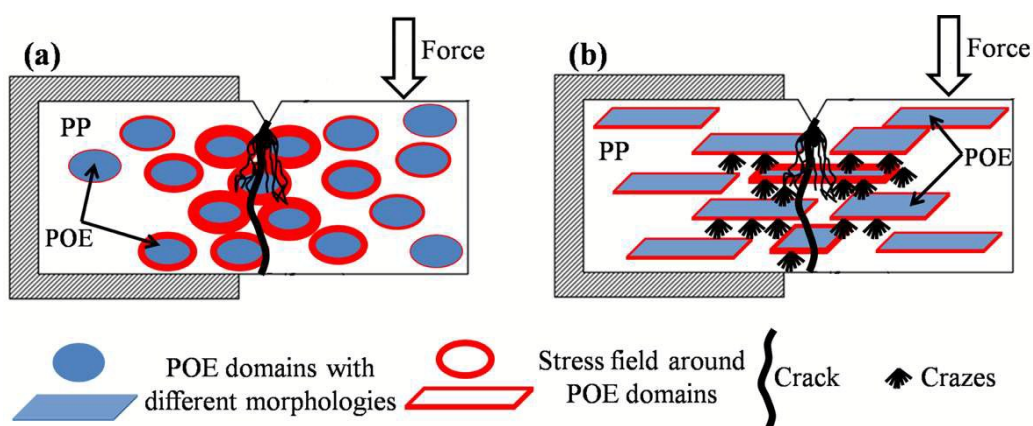 (a)
Force
PP
POE
(b)
Force
PP
POE
POE domains with
different morphologies
Stress field around
POE domains
Crack
Crazes